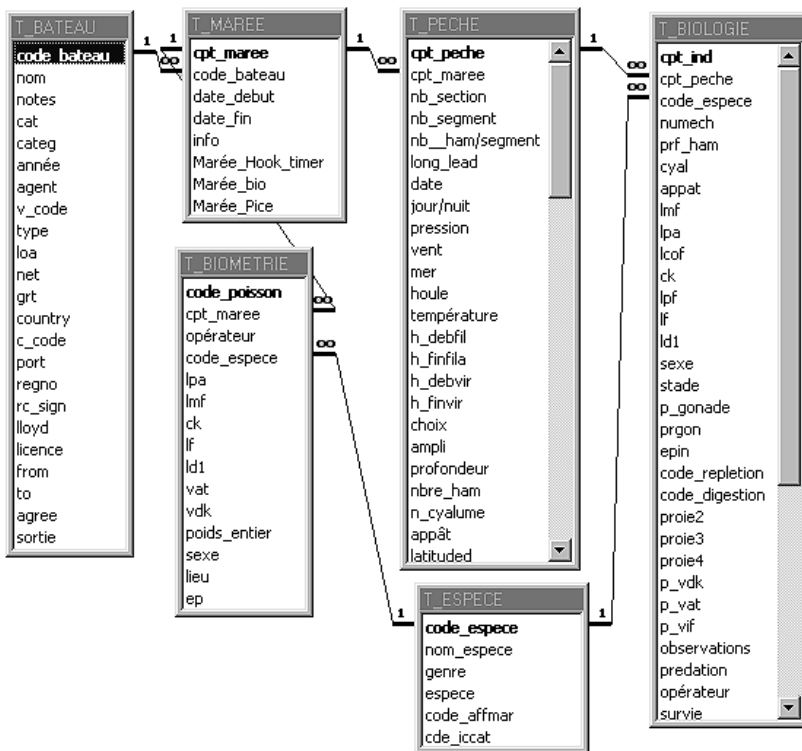 T_BATEAU
code_bateau
nom
notes
cat
categ
année
agent
v_code
type
loa
net
grt
country
c_code
port
regno
rc_sign
lloyd
licence
from
to
agree
sortie
1
∞
T_MAREE
cpt_maree
code_bateau
date_debut
date_fin
info
Marée_Hook_timer
Marée_bio
Marée_Pice
1
1
∞
T_BIOMETRIE
code_poisson
cpt_maree
opérateur
code_espece
lpa
lmf
ck
lf
ld1
vat
vdk
poids_entier
sexe
lieu
ep
∞
∞
1
T_PECHE
cpt_peche
cpt_maree
nb_section
nb_segment
nb__ham/segment
long_lead
date
jour/nuit
pression
vent
mer
houle
température
h_debfil
h_finfila
h_debvir
h_finvir
choix
ampli
profondeur
nbre_ham
n_cyalume
appât
latituded
1
∞
∞
T_ESPECE
code_espece
nom_espece
genre
espece
code_affmar
cde_iccat
1
T_BIOLOGIE
cpt_ind
cpt_peche
code_espece
numech
prf_ham
cyal
appat
lmf
lpa
lcof
ck
lpf
lf
ld1
sexe
stade
p_gonade
prgon
epin
code_repletion
code_digestion
proie2
proie3
proie4
p_vdk
p_vat
p_vif
observations
predation
opérateur
survie